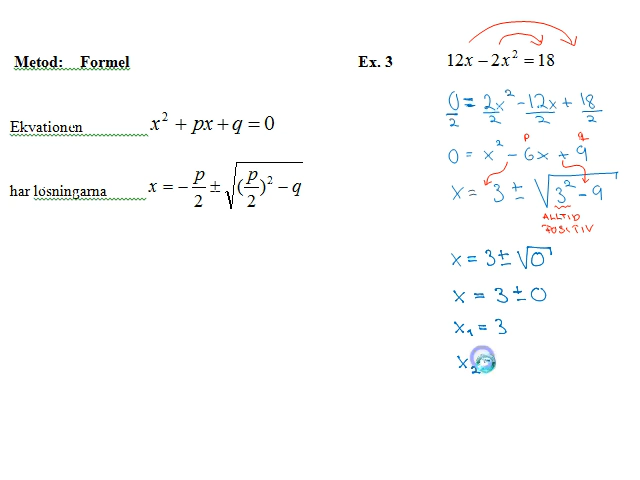 Metod: Formel
Ex. 3 12x − 2x² = 18
0/2 = 2x²/2 − 12x/2 + 18/2
Ekvationen x² + px + q = 0
p q
0 = x² − 6x + 9
har lösningarna x = −p/2 ± √((p/2)² − q)
x = 3 ± √(3² − 9)
ALLTID
POSITIV
x = 3 ± √0
x = 3 ± 0
x₁ = 3
x₂